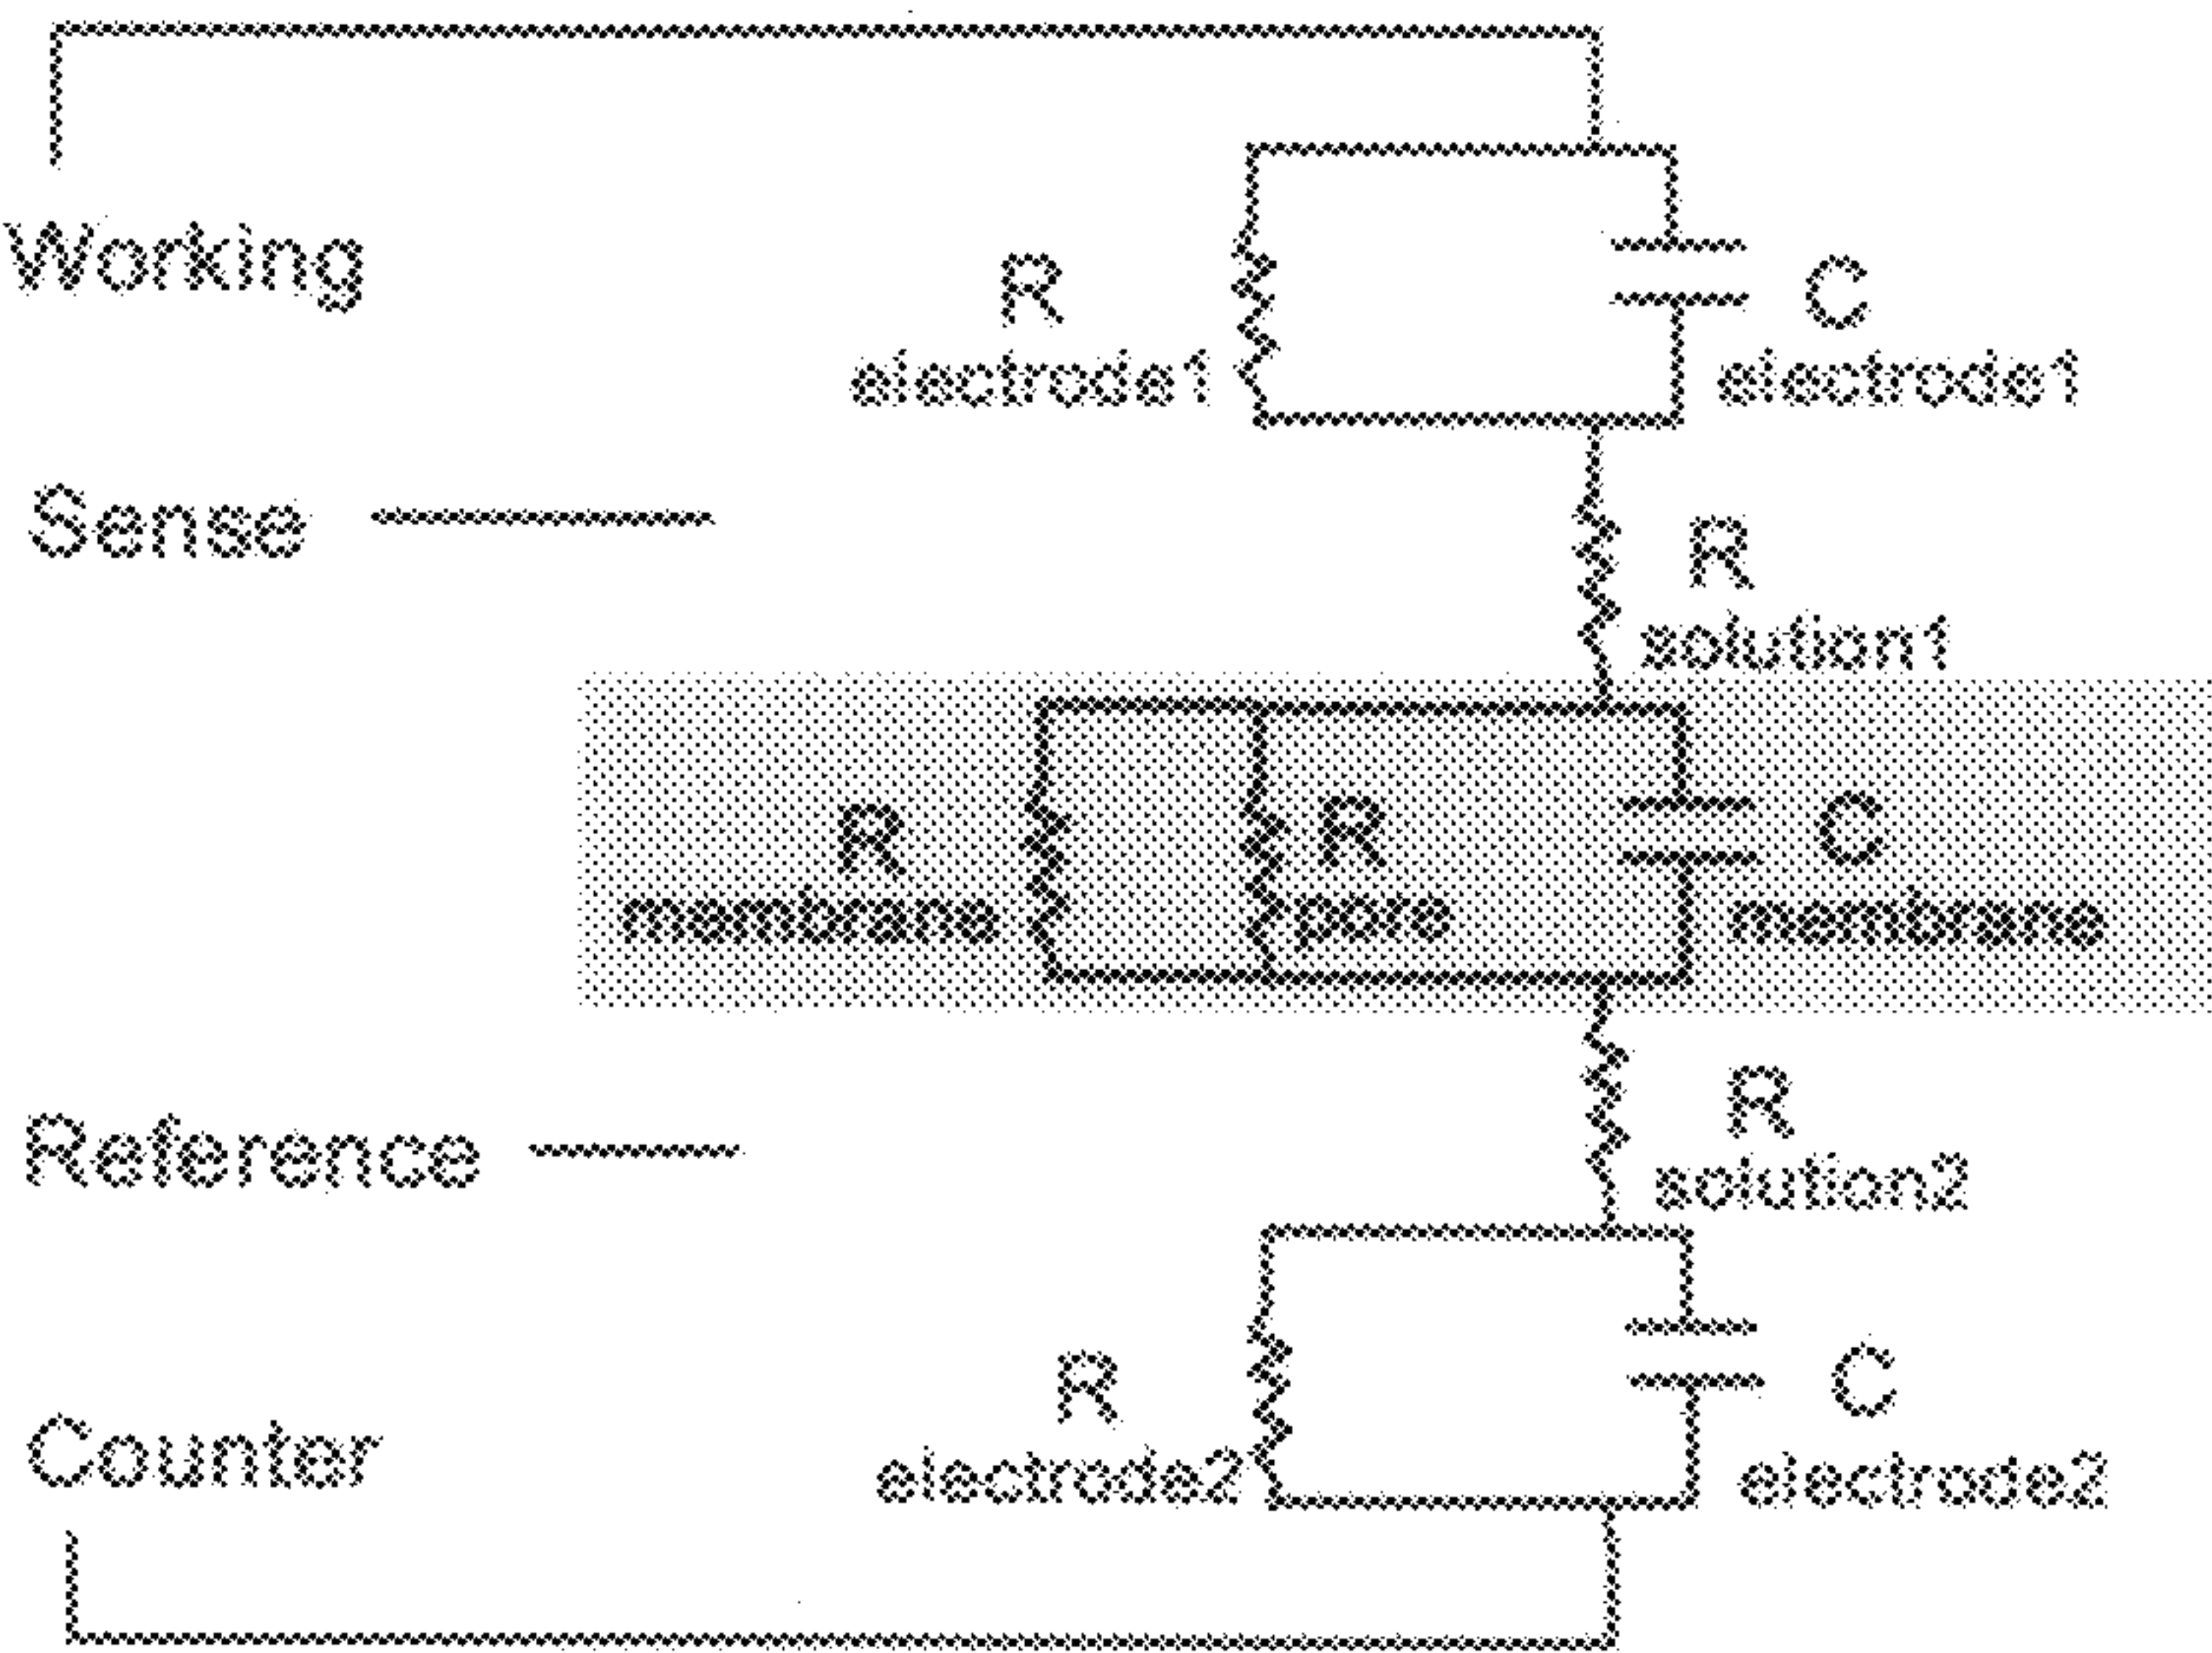 Working
R
electrode1
C
electrode1
Sense
R
solution1
R
membrane
R
pore
C
membrane
Reference
R
solution2
Counter
R
electrode2
C
electrode2